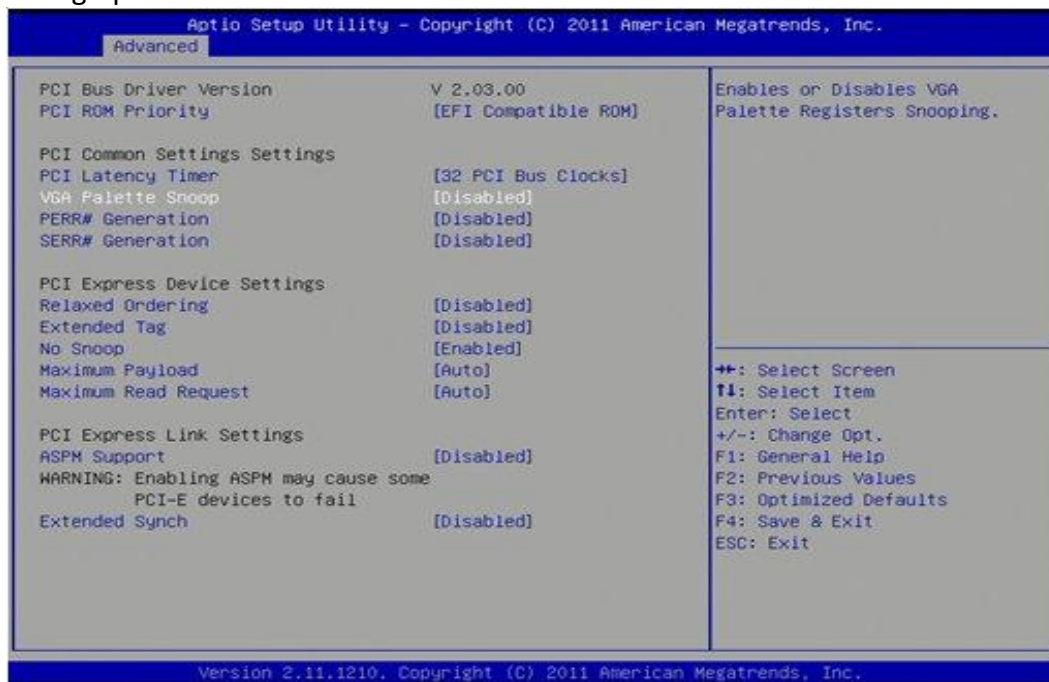 Aptio Setup Utility – Copyright (C) 2011 American Megatrends, Inc.
Advanced
PCI Bus Driver Version V 2.03.00
PCI ROM Priority [EFI Compatible ROM]
PCI Common Settings Settings
PCI Latency Timer [32 PCI Bus Clocks]
VGA Palette Snoop [Disabled]
PERR# Generation [Disabled]
SERR# Generation [Disabled]
PCI Express Device Settings
Relaxed Ordering [Disabled]
Extended Tag [Disabled]
No Snoop [Enabled]
Maximum Payload [Auto]
Maximum Read Request [Auto]
PCI Express Link Settings
ASPM Support [Disabled]
WARNING: Enabling ASPM may cause some
PCI-E devices to fail
Extended Synch [Disabled]
Enables or Disables VGA
Palette Registers Snooping.
→←: Select Screen
↑↓: Select Item
Enter: Select
+/-: Change Opt.
F1: General Help
F2: Previous Values
F3: Optimized Defaults
F4: Save & Exit
ESC: Exit
Version 2.11.1210. Copyright (C) 2011 American Megatrends, Inc.